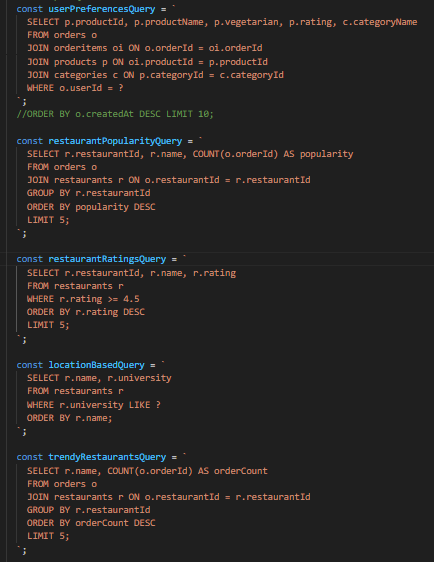 const userPreferencesQuery = `
SELECT p.productId, p.productName, p.vegetarian, p.rating, c.categoryName
FROM orders o
JOIN orderitems oi ON o.orderId = oi.orderId
JOIN products p ON oi.productId = p.productId
JOIN categories c ON p.categoryId = c.categoryId
WHERE o.userId = ?
`;
//ORDER BY o.createdAt DESC LIMIT 10;
const restaurantPopularityQuery = `
SELECT r.restaurantId, r.name, COUNT(o.orderId) AS popularity
FROM orders o
JOIN restaurants r ON o.restaurantId = r.restaurantId
GROUP BY r.restaurantId
ORDER BY popularity DESC
LIMIT 5;
`;
const restaurantRatingsQuery = `
SELECT r.restaurantId, r.name, r.rating
FROM restaurants r
WHERE r.rating >= 4.5
ORDER BY r.rating DESC
LIMIT 5;
`;
const locationBasedQuery = `
SELECT r.name, r.university
FROM restaurants r
WHERE r.university LIKE ?
ORDER BY r.name;
`;
const trendyRestaurantsQuery = `
SELECT r.name, COUNT(o.orderId) AS orderCount
FROM orders o
JOIN restaurants r ON o.restaurantId = r.restaurantId
GROUP BY r.restaurantId
ORDER BY orderCount DESC
LIMIT 5;
`;